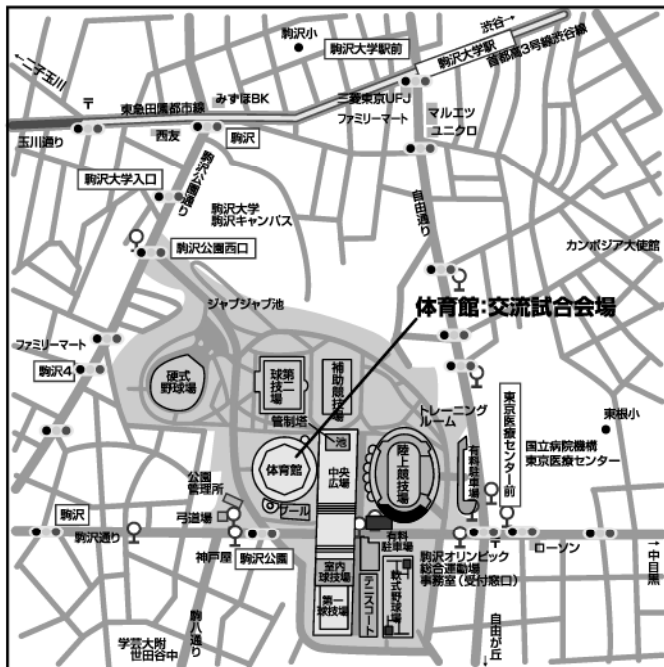 渋谷→
駒沢小
駒沢大学駅前
駒沢大学駅
首都高3号線渋谷線
←二子玉川
〒
東急田園都市線
みずほBK
三菱東京UFJ
ファミリーマート
マルエツ
ユニクロ
玉川通り
西友
駒沢
駒沢大学入口
駒沢公園通り
駒沢大学
駒沢キャンパス
自由通り
駒沢公園西口
カンボジア大使館
ジャブジャブ池
体育館:交流試合会場
ファミリーマート
駒沢4
硬式
野球場
第二
球技場
補助競技場
管制塔
池
トレーニング
ルーム
東京医療センター前
東根小
国立病院機構
東京医療センター
体育館
中央
広場
陸上競技場
有料駐車場
公園
管理所
プール
弓道場
駒沢
駒沢通り
神戸屋
駒沢公園
有料
駐車場
〒
駒沢オリンピック
総合運動場
事務室(受付窓口)
ローソン
→中目黒
室内
球技場
第一
球技場
テニスコート
軟式野球場
駒八通り
学芸大附
世田谷中
自由が丘→